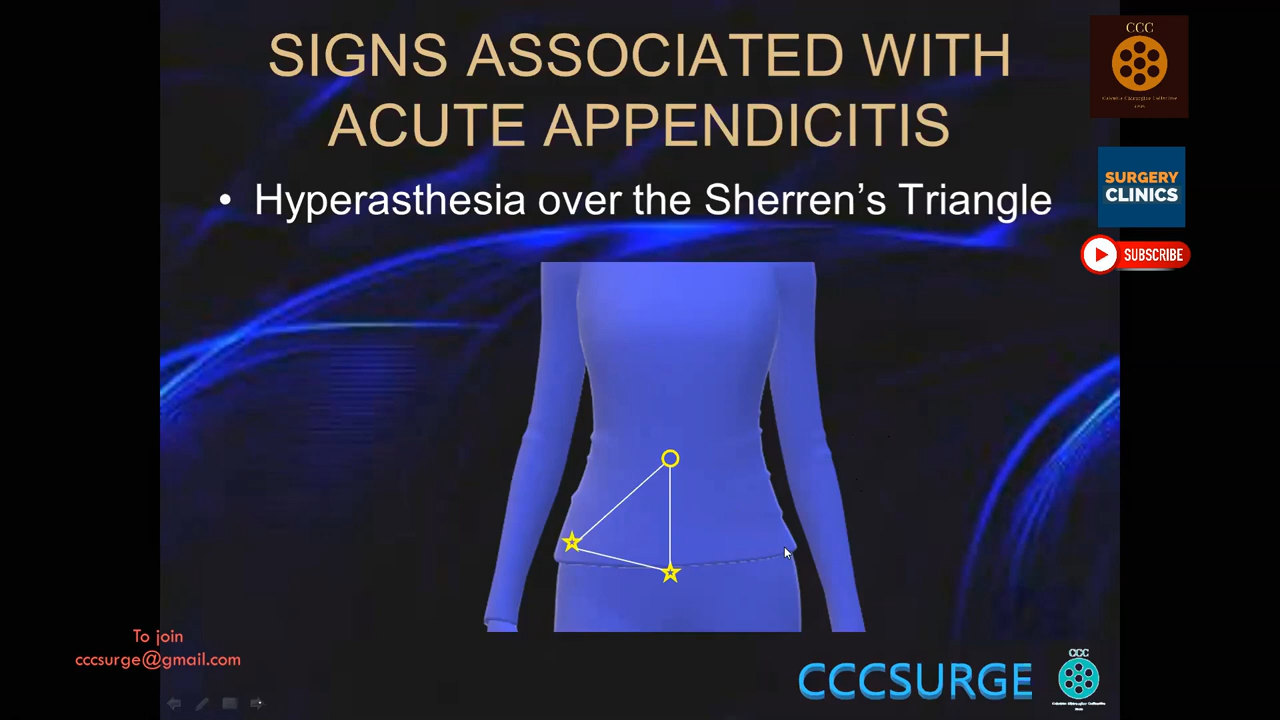 SIGNS ASSOCIATED WITH
ACUTE APPENDICITIS
• Hyperasthesia over the Sherren’s Triangle
CCC
SURGERY
CLINICS
SUBSCRIBE
To join
cccsurge@gmail.com
CCCSURGE
CCC